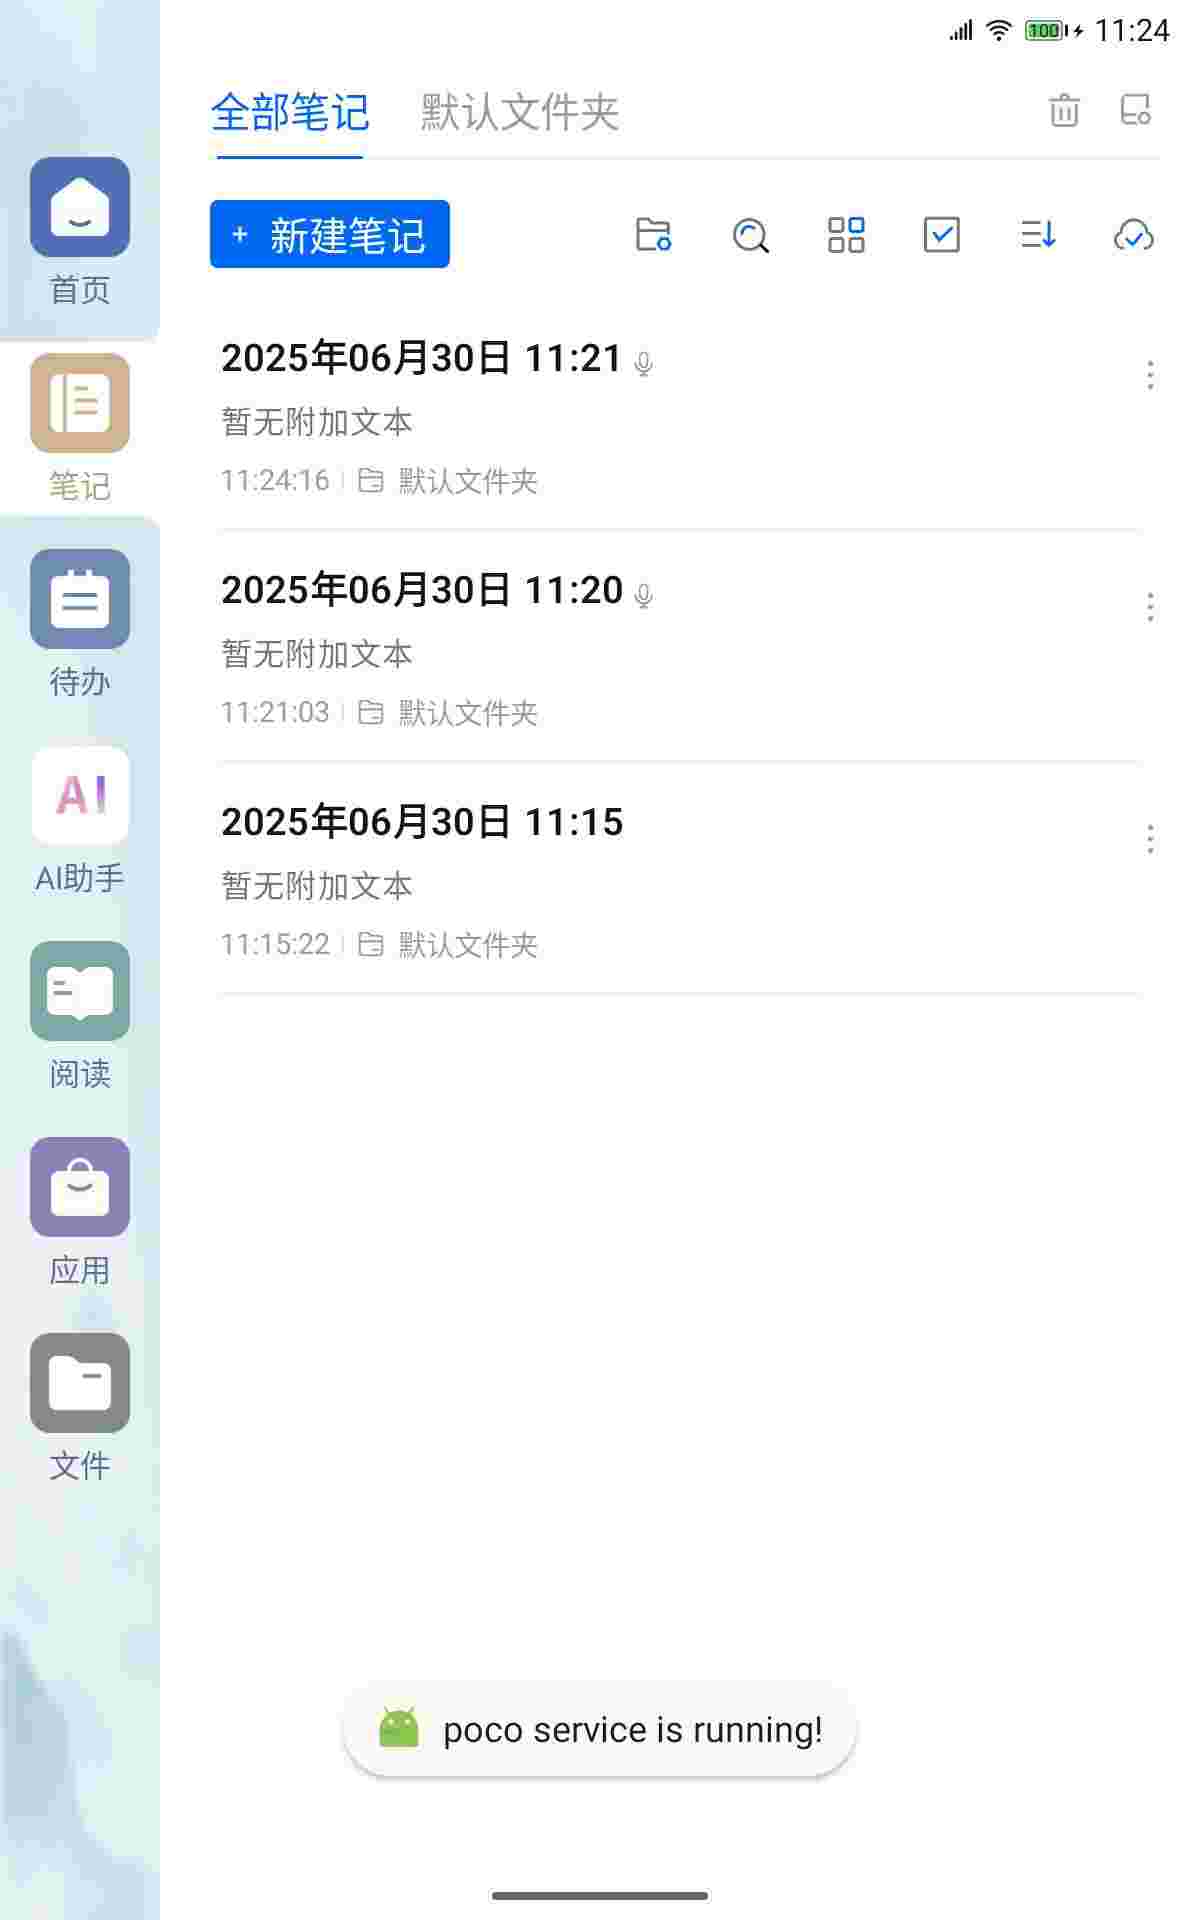 100 11:24
全部笔记 默认文件夹
+ 新建笔记
首页
笔记
待办
AI
AI助手
阅读
应用
文件
2025年06月30日 11:21
暂无附加文本
11:24:16 默认文件夹
2025年06月30日 11:20
暂无附加文本
11:21:03 默认文件夹
2025年06月30日 11:15
暂无附加文本
11:15:22 默认文件夹
poco service is running!